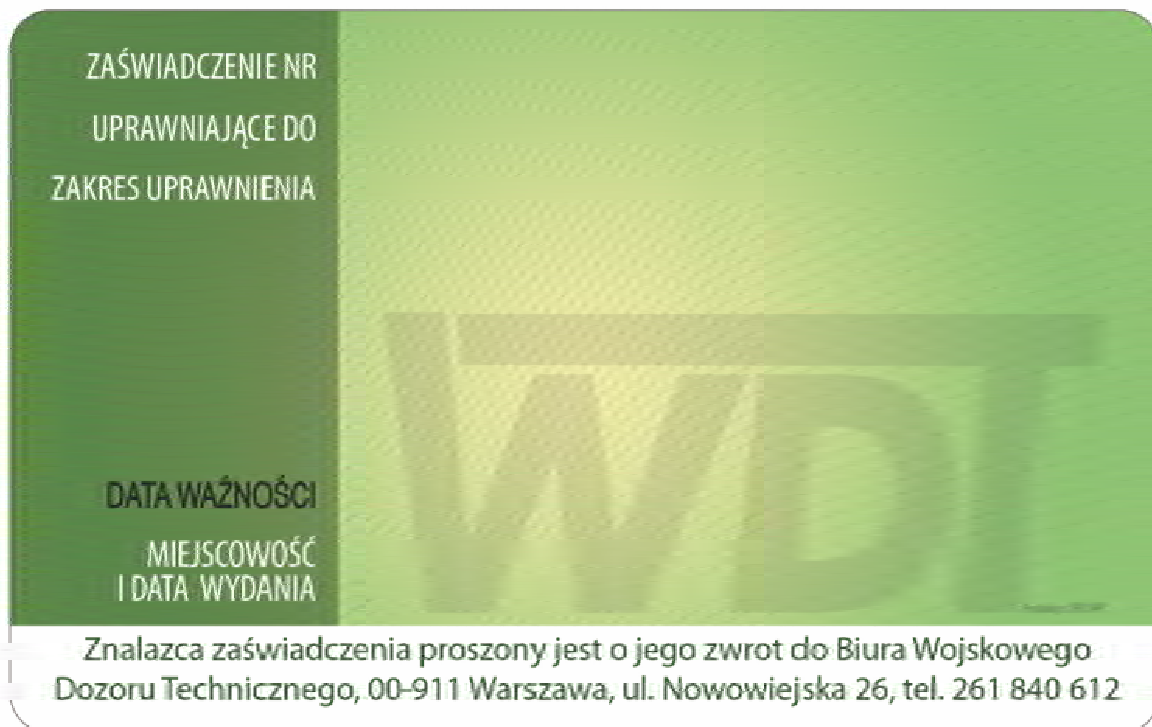 ZAŚWIADCZENIE NR
UPRAWNIAJĄCE DO
ZAKRES UPRAWNIENIA
WDT
DATA WAŻNOŚCI
MIEJSCOWOŚĆ
I DATA WYDANIA
Znalazca zaświadczenia proszony jest o jego zwrot do Biura Wojskowego
Dozoru Technicznego, 00-911 Warszawa, ul. Nowowiejska 26, tel. 261 840 612